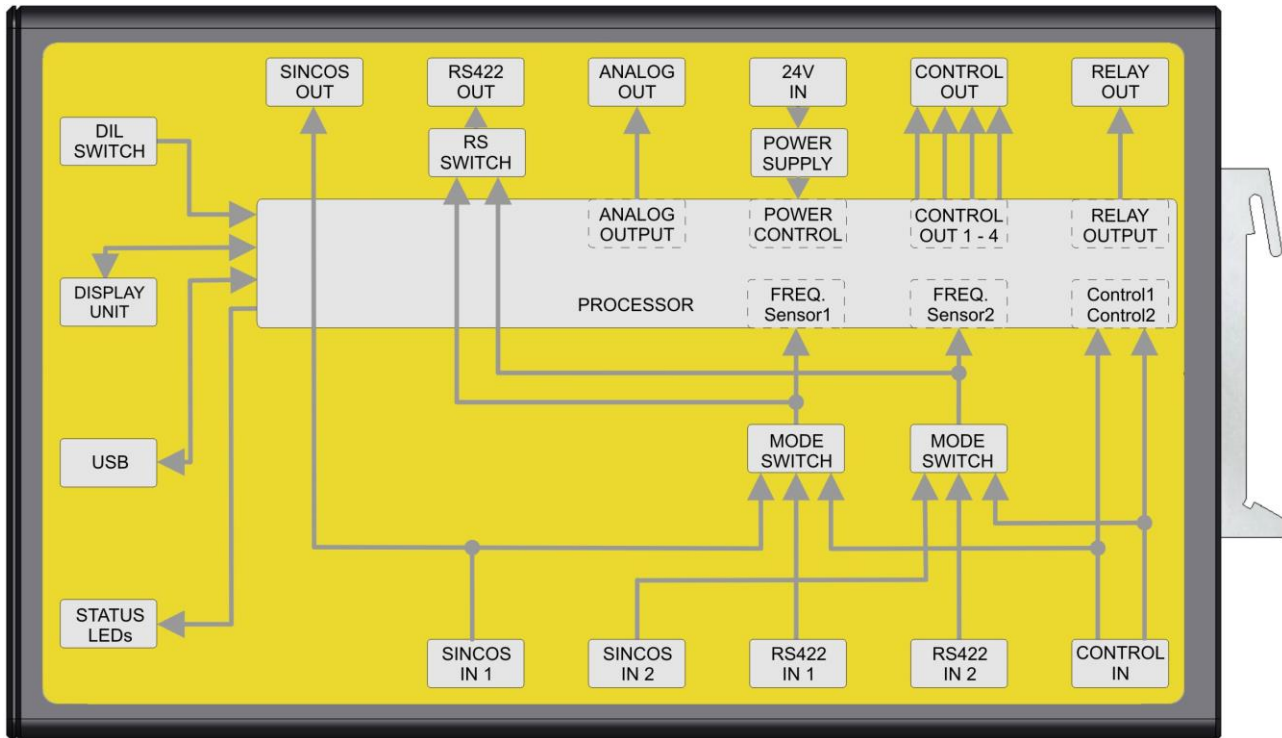 SINCOS
OUT
RS422
OUT
ANALOG
OUT
24V
IN
CONTROL
OUT
RELAY
OUT
DIL
SWITCH
RS
SWITCH
POWER
SUPPLY
ANALOG
OUTPUT
POWER
CONTROL
CONTROL
OUT 1 - 4
RELAY
OUTPUT
DISPLAY
UNIT
PROCESSOR
FREQ.
Sensor1
FREQ.
Sensor2
Control1
Control2
USB
MODE
SWITCH
MODE
SWITCH
STATUS
LEDs
SINCOS
IN 1
SINCOS
IN 2
RS422
IN 1
RS422
IN 2
CONTROL
IN